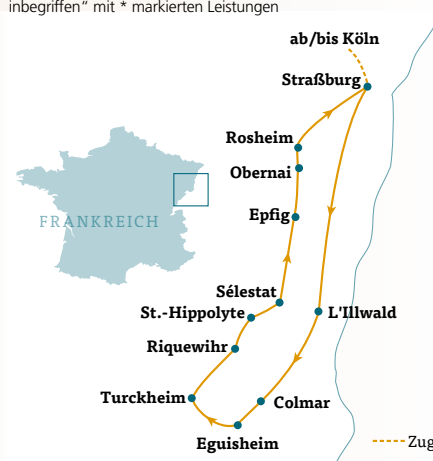 inbegriffen“ mit * markierten Leistungen
ab/bis Köln
Straßburg
Rosheim
Obernai
FRANKREICH
Epfig
Sélestat
St.-Hippolyte
L'Illwald
Riquewihr
Turckheim
Colmar
Eguisheim
Zug